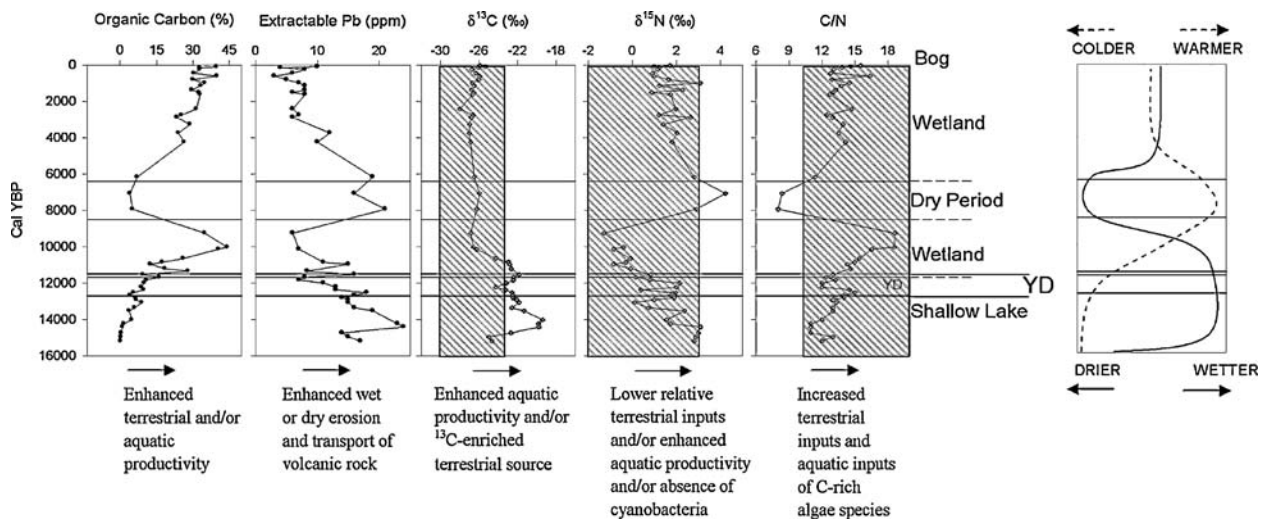 Organic Carbon (%)
Extractable Pb (ppm)
δ¹³C (‰)
δ¹⁵N (‰)
C/N
0 15 30 45
0 10 20
-30 -26 -22 -18
-2 0 2 4
6 9 12 15 18
COLDER WARMER
Cal YBP
0
2000
4000
6000
8000
10000
12000
14000
16000
Bog
Wetland
Dry Period
Wetland
YD
YD
Shallow Lake
DRIER WETTER
Enhanced
terrestrial and/or
aquatic
productivity
Enhanced wet
or dry erosion
and transport of
volcanic rock
Enhanced aquatic
productivity and/or
¹³C-enriched
terrestrial source
Lower relative
terrestrial inputs
and/or enhanced
aquatic productivity
and/or absence of
cyanobacteria
Increased
terrestrial
inputs and
aquatic inputs
of C-rich
algae species